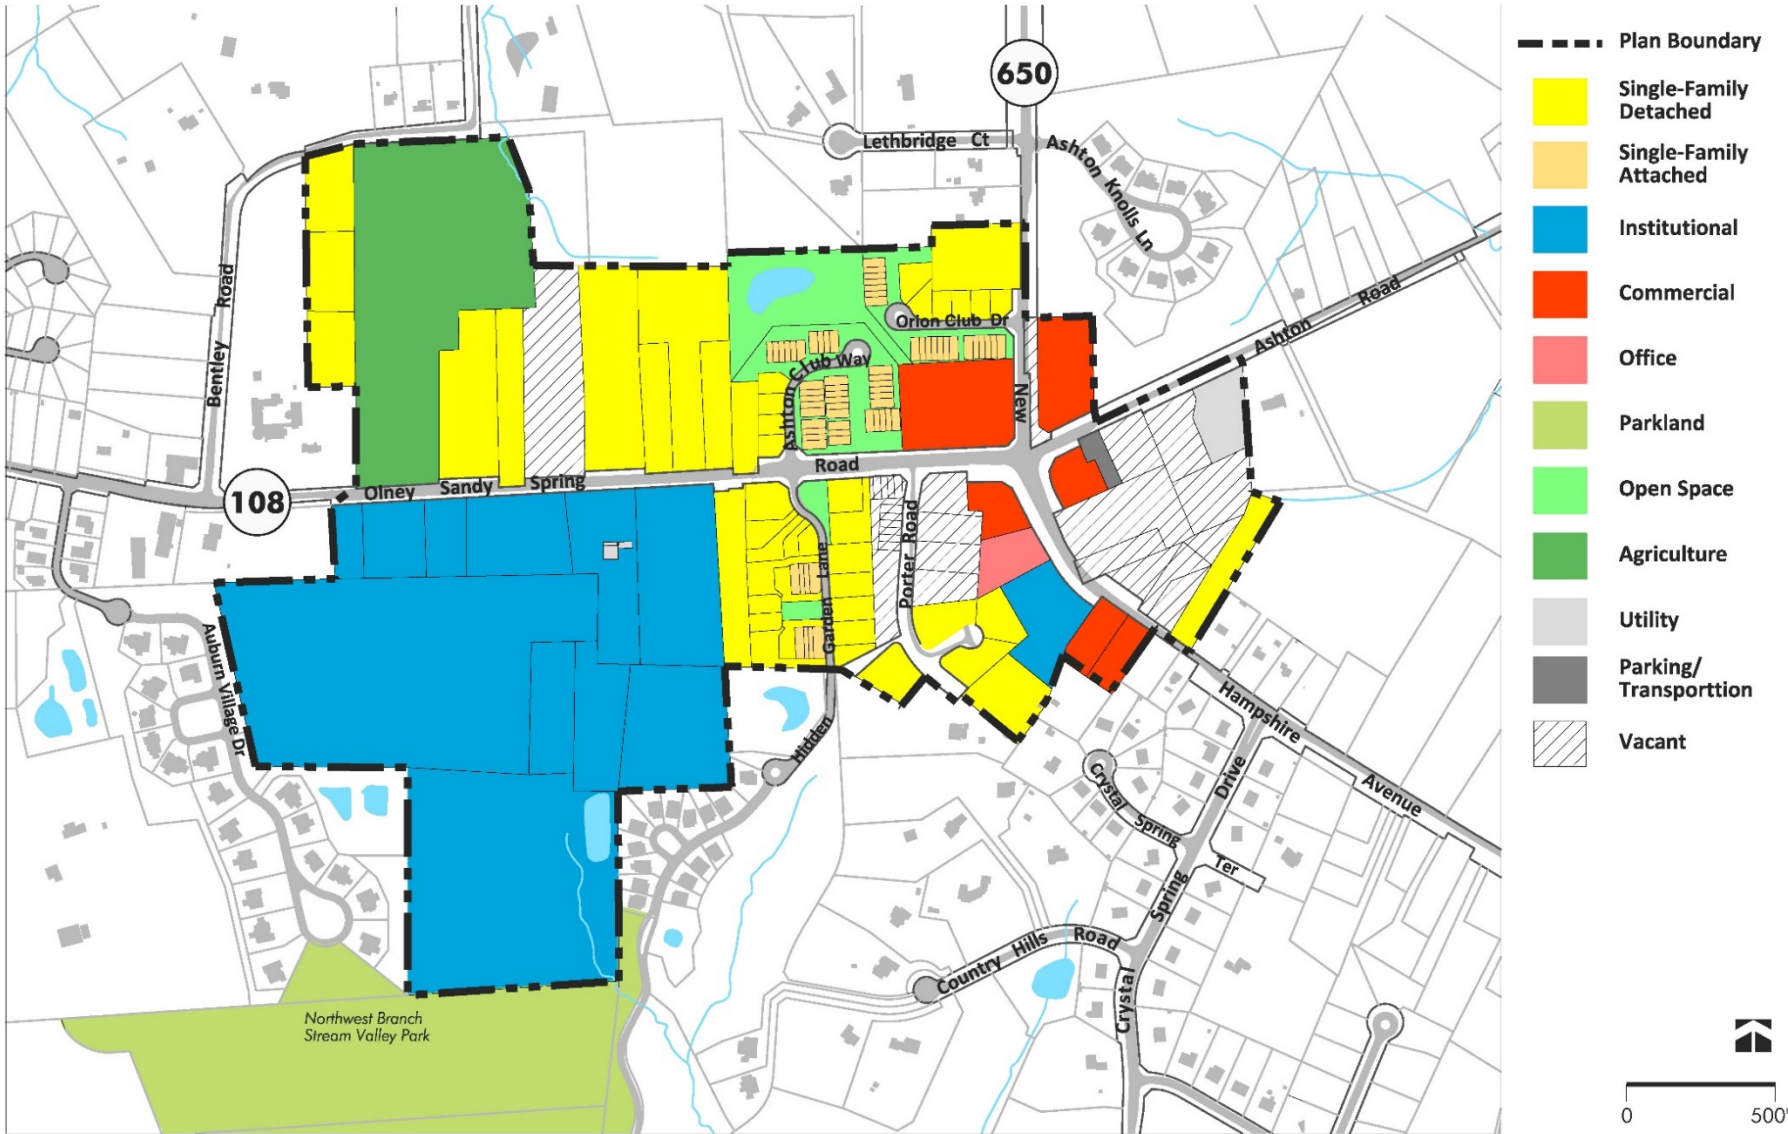 650
Lethbridge Ct
Ashton Knolls Ln
Bentley Road
Orion Club Dr
Ashton Club Way
New
Ashton Road
108
Olney Sandy Spring Road
Porter Road
Hidden Garden Lane
Auburn Village Dr
Hampshire Avenue
Crystal Spring Ter
Crystal Spring Drive
Country Hills Road
Northwest Branch
Stream Valley Park
Plan Boundary
Single-Family
Detached
Single-Family
Attached
Institutional
Commercial
Office
Parkland
Open Space
Agriculture
Utility
Parking/
Transporttion
Vacant
0 500'